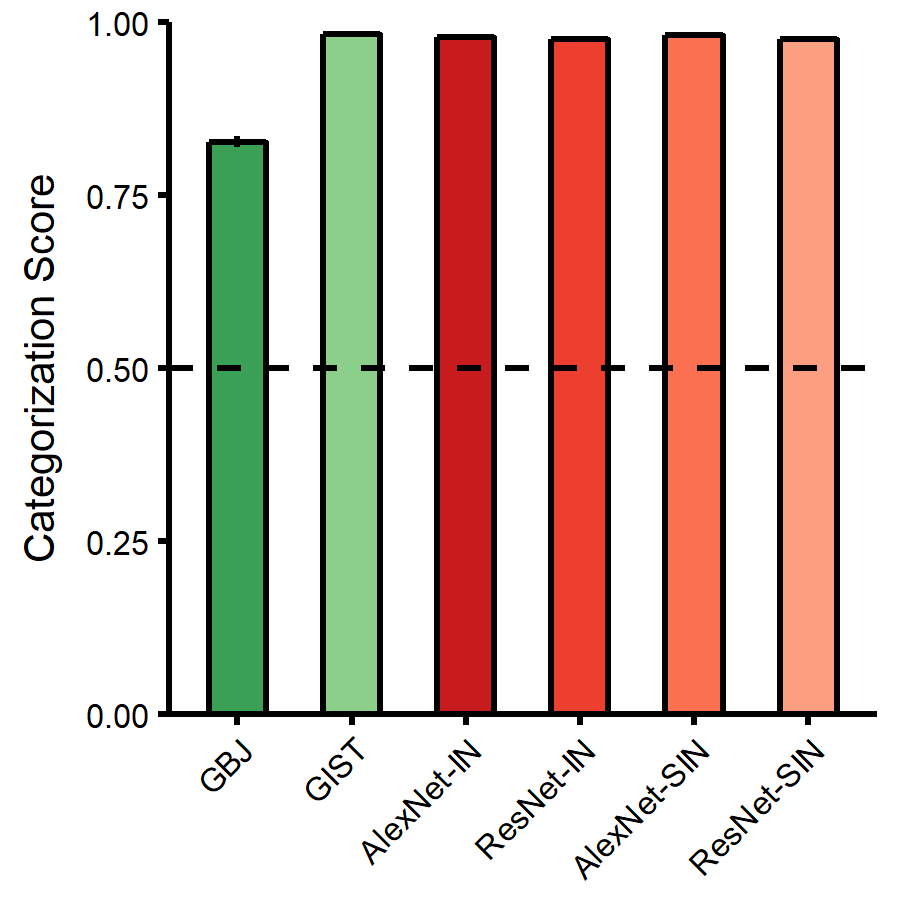 Categorization Score
1.00
0.75
0.50
0.25
0.00
GBJ
GIST
AlexNet-IN
ResNet-IN
AlexNet-SIN
ResNet-SIN